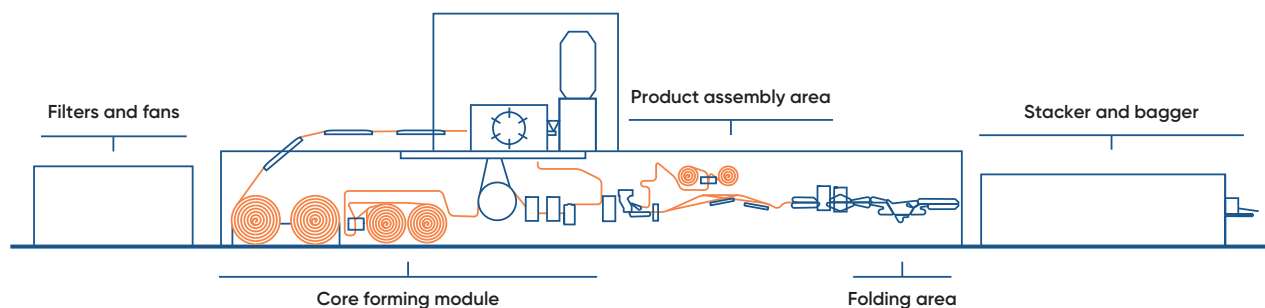 Product assembly area
Filters and fans
Stacker and bagger
Core forming module
Folding area